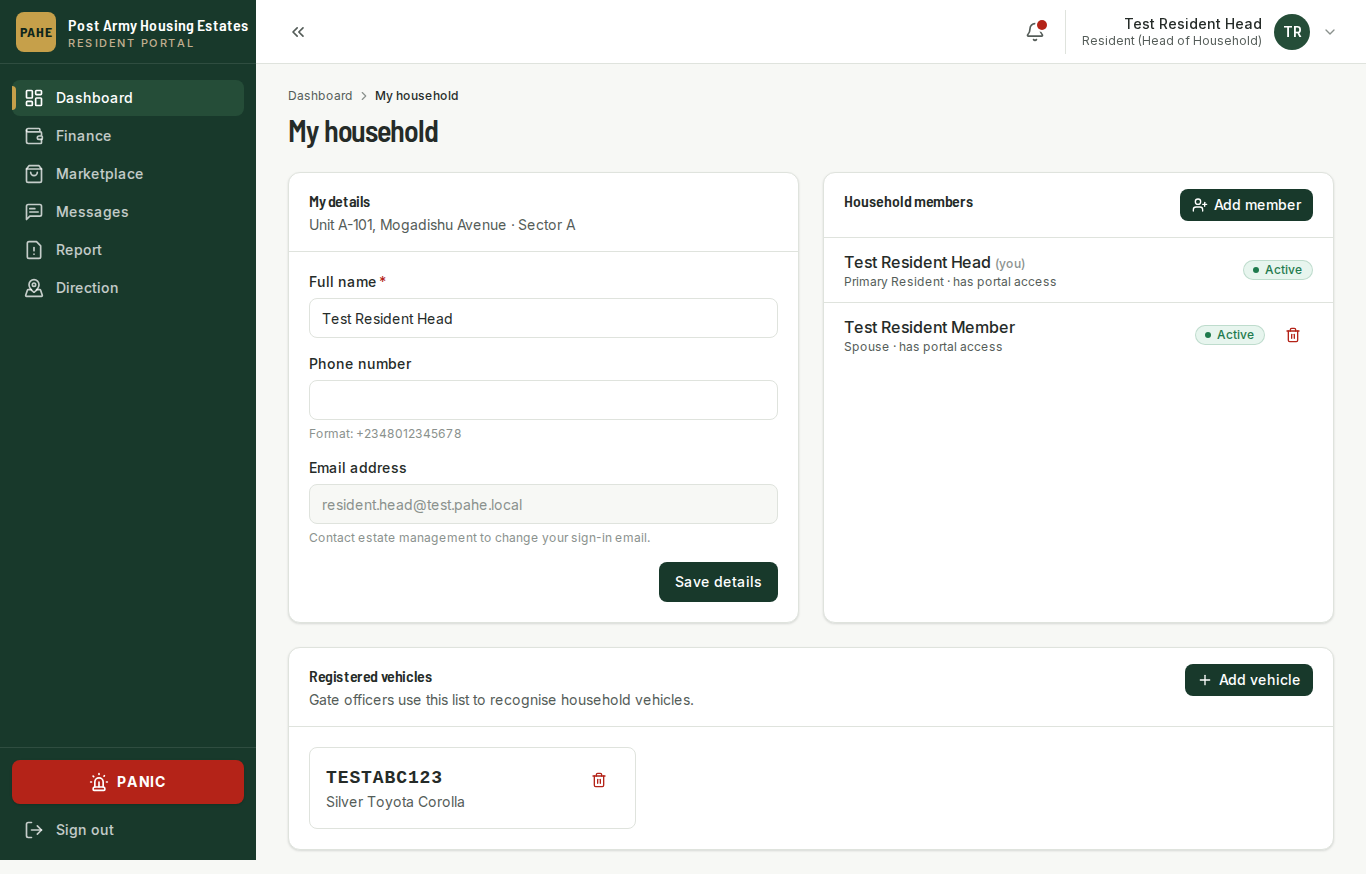 PAHE
Post Army Housing Estates
RESIDENT PORTAL
Dashboard
Finance
Marketplace
Messages
Report
Direction
PANIC
Sign out
Test Resident Head
Resident (Head of Household)
TR
Dashboard > My household
My household
My details
Unit A-101, Mogadishu Avenue · Sector A
Full name *
Test Resident Head
Phone number
Format: +2348012345678
Email address
resident.head@test.pahe.local
Contact estate management to change your sign-in email.
Save details
Household members
Add member
Test Resident Head (you)
Primary Resident · has portal access
Active
Test Resident Member
Spouse · has portal access
Active
Registered vehicles
Gate officers use this list to recognise household vehicles.
Add vehicle
TESTABC123
Silver Toyota Corolla